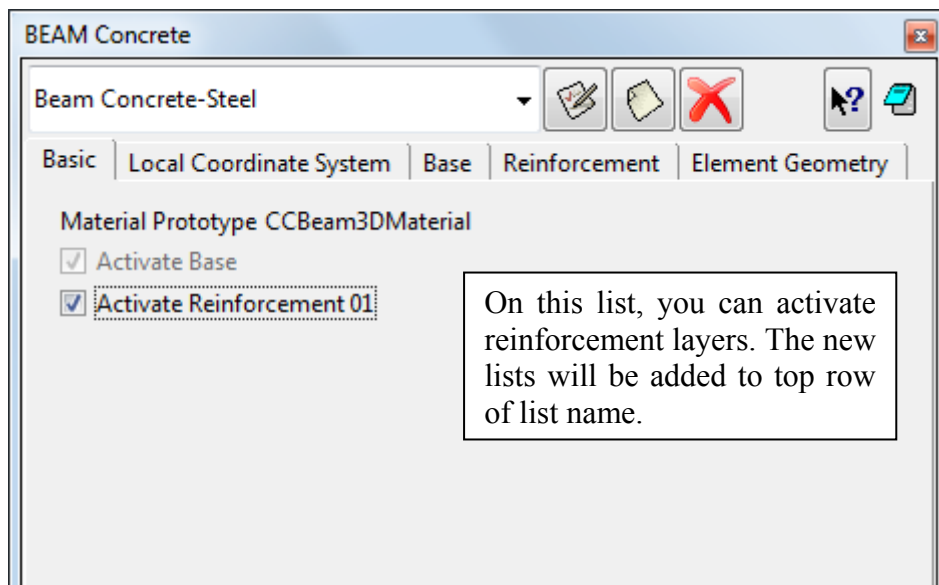 BEAM Concrete
Beam Concrete-Steel
?
Basic Local Coordinate System Base Reinforcement Element Geometry
Material Prototype CCBeam3DMaterial
Activate Base
Activate Reinforcement 01
On this list, you can activate
reinforcement layers. The new
lists will be added to top row
of list name.